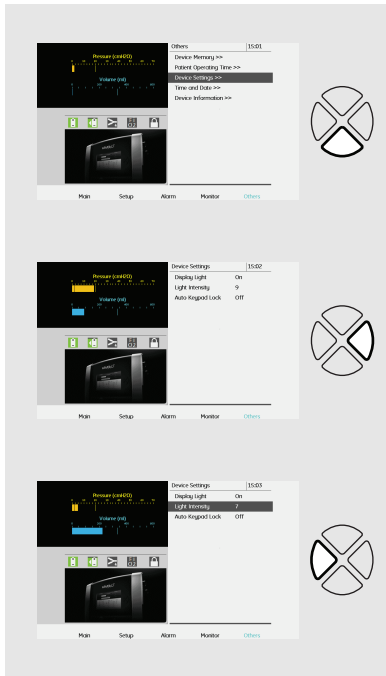 Others 15:01
Pressure (cmH2O)
Device Memory >>
Patient Operating Time >>
Volume (ml)
Device Settings >>
Time and Date >>
Device Information >>
Main Setup Alarm Monitor Others
Device Settings 15:02
Pressure (cmH2O)
Display Light On
Light Intensity 9
Volume (ml)
Auto Keypad Lock Off
Main Setup Alarm Monitor Others
Device Settings 15:03
Pressure (cmH2O)
Display Light On
Light Intensity 7
Volume (ml)
Auto Keypad Lock Off
Main Setup Alarm Monitor Others